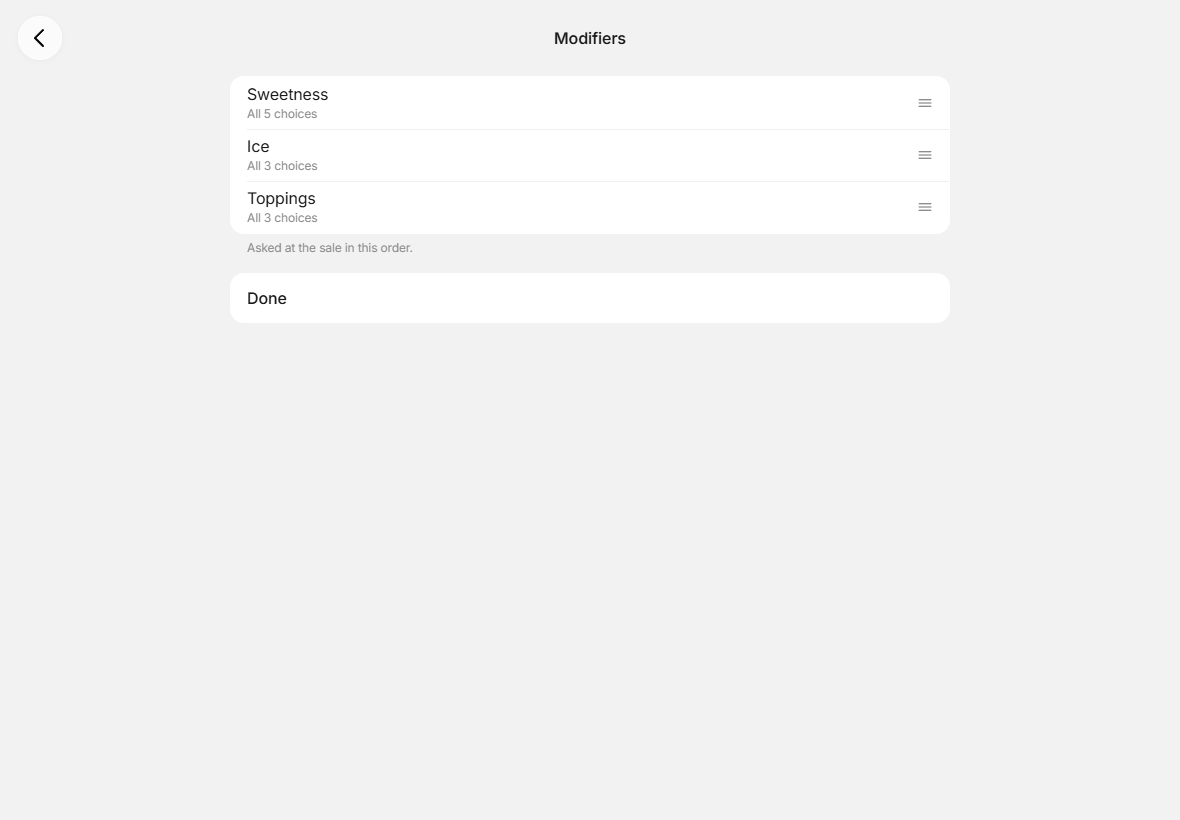 Modifiers
Sweetness
All 5 choices
Ice
All 3 choices
Toppings
All 3 choices
Asked at the sale in this order.
Done